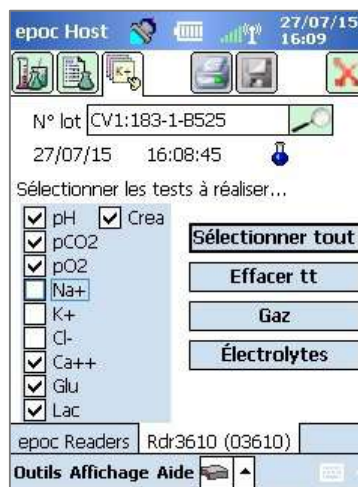 epoc Host 27/07/15
16:09
K+
N° lot CV1:183-1-B525
27/07/15 16:08:45
Sélectionner les tests à réaliser...
pH Crea
pCO2
pO2
Na+
K+
Cl-
Ca++
Glu
Lac
Sélectionner tout
Effacer tt
Gaz
Électrolytes
epoc Readers Rdr3610 (03610)
Outils Affichage Aide